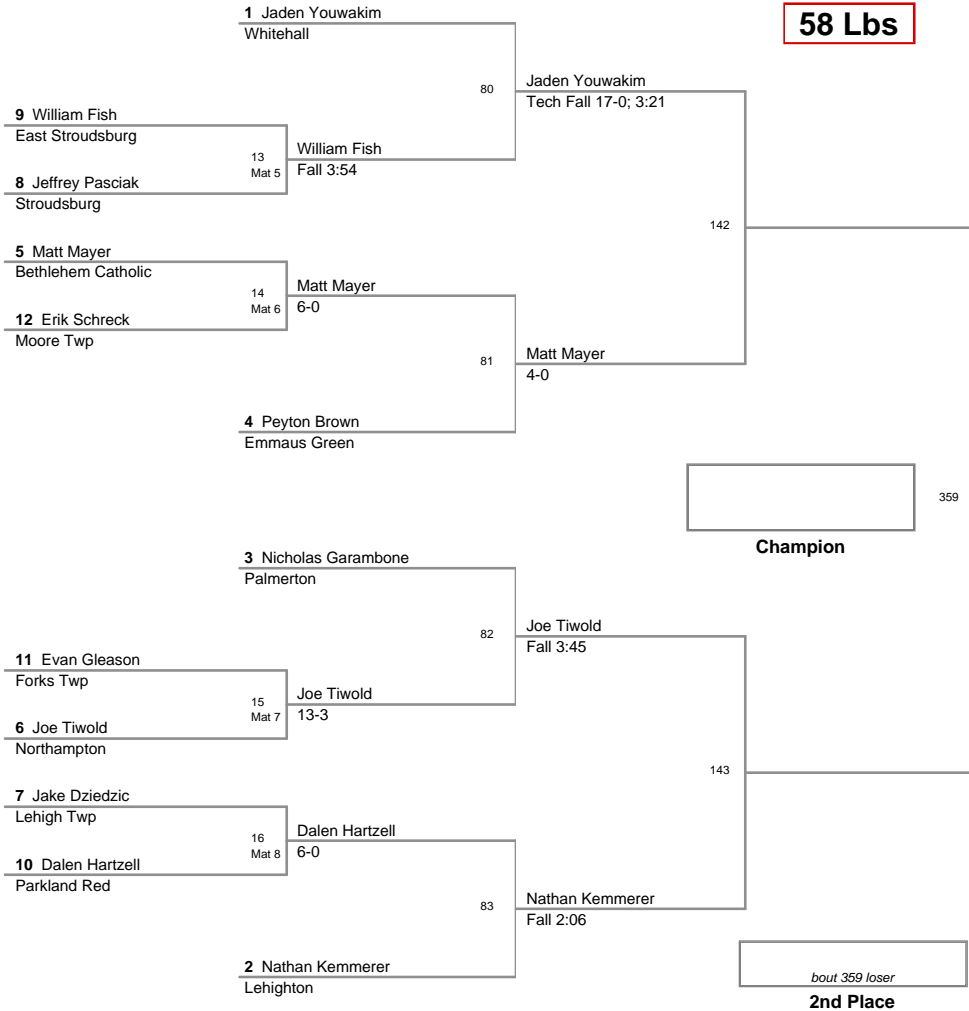 1 Jaden Youwakim
Whitehall
58 Lbs
80
Jaden Youwakim
Tech Fall 17-0; 3:21
9 William Fish
East Stroudsburg
13
Mat 5
William Fish
Fall 3:54
8 Jeffrey Pasciak
Stroudsburg
142
5 Matt Mayer
Bethlehem Catholic
14
Mat 6
Matt Mayer
6-0
12 Erik Schreck
Moore Twp
81
Matt Mayer
4-0
4 Peyton Brown
Emmaus Green
359
Champion
3 Nicholas Garambone
Palmerton
82
Joe Tiwold
Fall 3:45
11 Evan Gleason
Forks Twp
15
Mat 7
Joe Tiwold
13-3
6 Joe Tiwold
Northampton
143
7 Jake Dziedzic
Lehigh Twp
16
Mat 8
Dalen Hartzell
6-0
10 Dalen Hartzell
Parkland Red
83
Nathan Kemmerer
Fall 2:06
2 Nathan Kemmerer
Lehighton
bout 359 loser
2nd Place